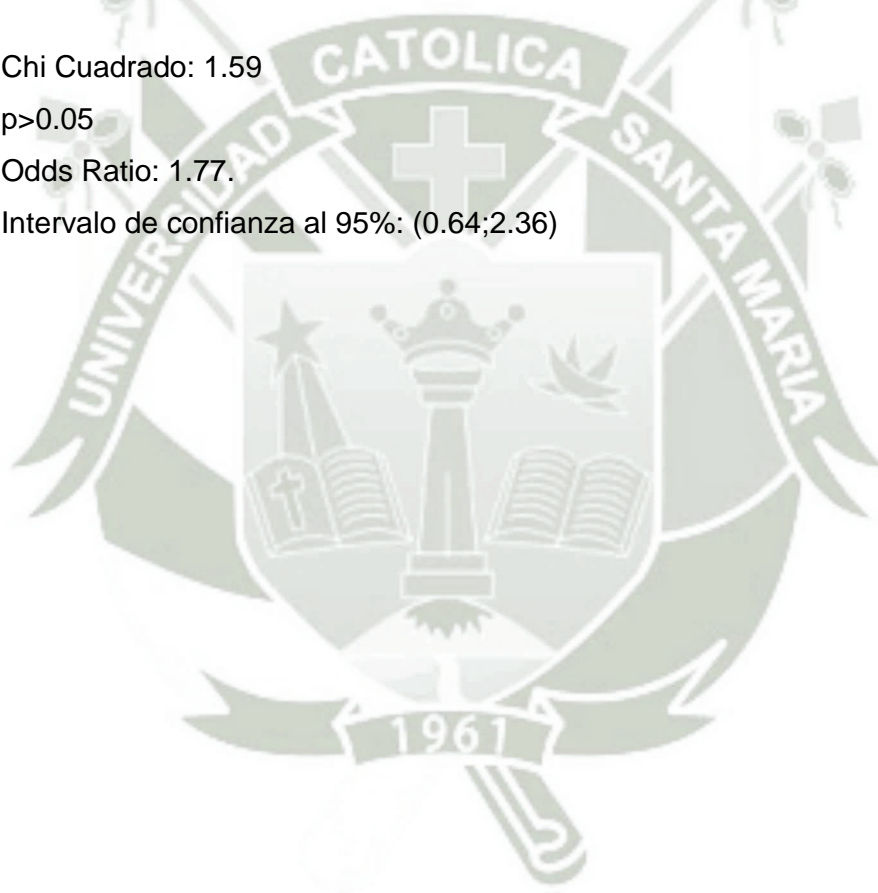 Chi Cuadrado: 1.59
p>0.05
Odds Ratio: 1.77.
Intervalo de confianza al 95%: (0.64;2.36)
UNIVERSIDAD CATOLICA SANTA MARIA
1961